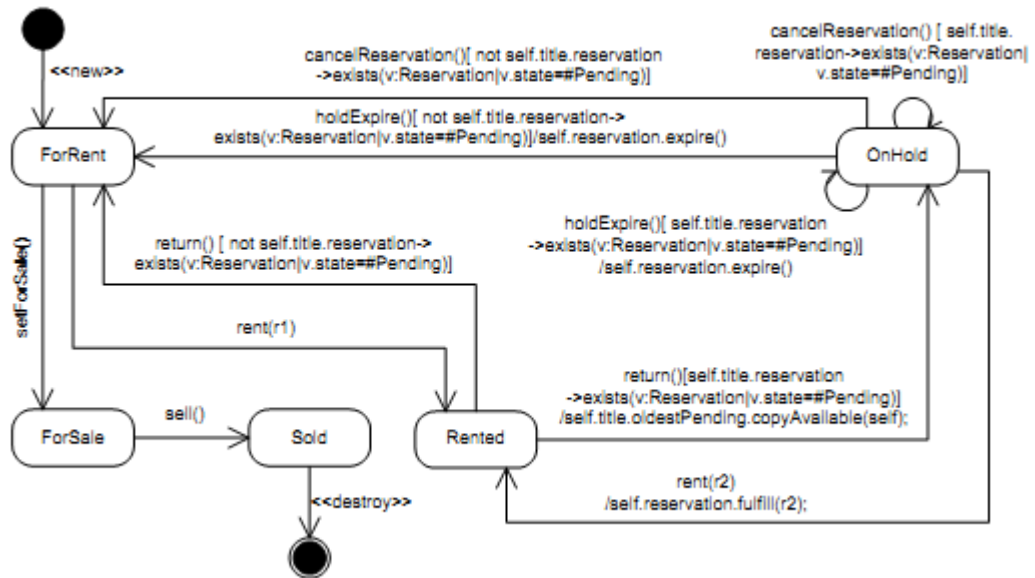 cancelReservation() [ self.title.
reservation->exists(v:Reservation|
v.state=#Pending)]
cancelReservation()[ not self.title.reservation
->exists(v:Reservation|v.state=#Pending)]
<<new>>
holdExpire()[ not self.title.reservation->
exists(v:Reservation|v.state=#Pending)]/self.reservation.expire()
ForRent
OnHold
holdExpire()[ self.title.reservation
->exists(v:Reservation|v.state=#Pending)]
/self.reservation.expire()
return() [ not self.title.reservation->
exists(v:Reservation|v.state=#Pending)]
setForSale()
rent(r1)
return()[self.title.reservation
->exists(v:Reservation|v.state=#Pending)]
/self.title.oldestPending.copyAvailable(self);
sell()
ForSale
Sold
Rented
rent(r2)
/self.reservation.fulfill(r2);
<<destroy>>